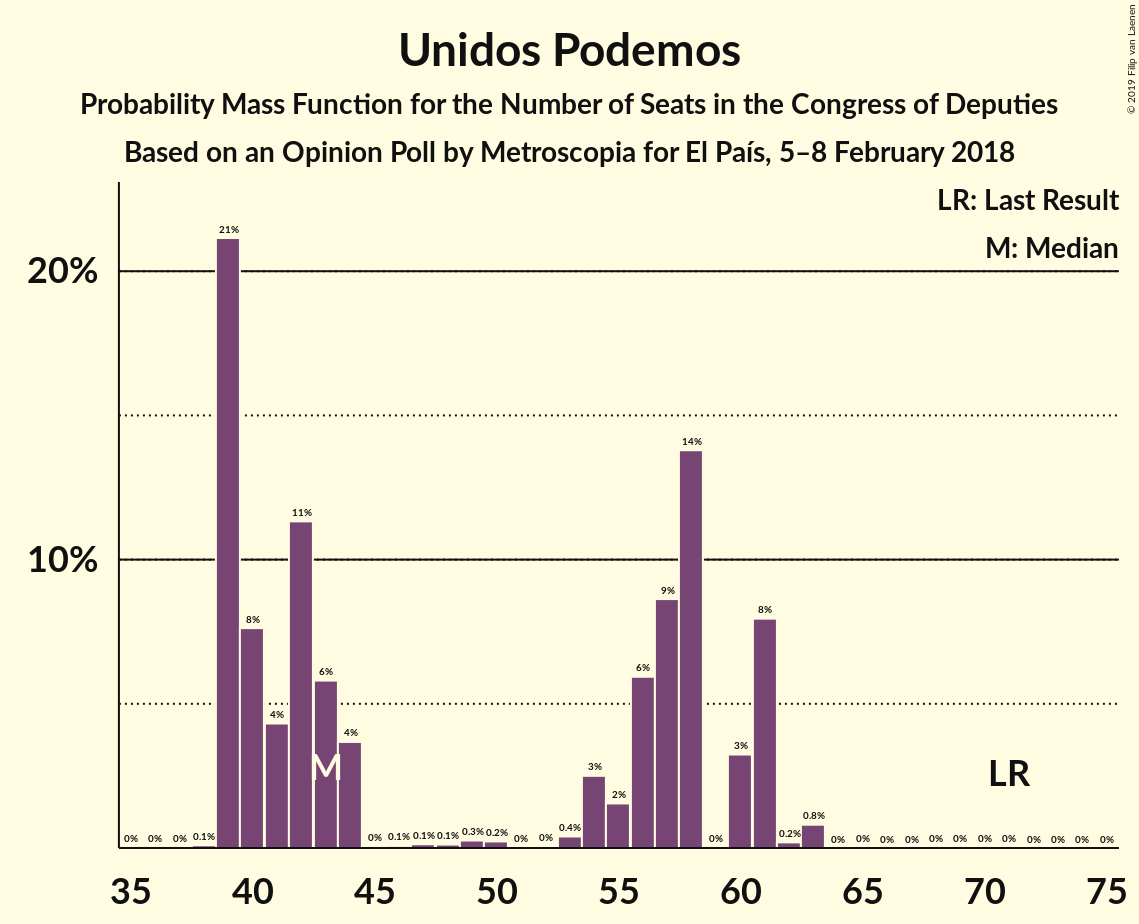 Unidos Podemos
Probability Mass Function for the Number of Seats in the Congress of Deputies
Based on an Opinion Poll by Metroscopia for El País, 5–8 February 2018
© 2019 Filip van Laenen
LR: Last Result
M: Median
20%
10%
0% 0% 0% 0.1% 21% 8% 4% 11% 6% 4% 0% 0.1% 0.1% 0.1% 0.3% 0.2% 0% 0% 0.4% 3% 2% 6% 9% 14% 0% 3% 8% 0.2% 0.8% 0% 0% 0% 0% 0% 0% 0% 0% 0% 0% 0% 0%
M
LR
35 40 45 50 55 60 65 70 75